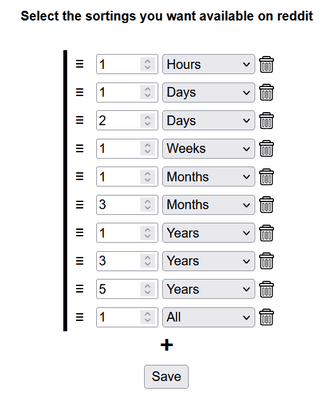 Select the sortings you want available on reddit
1 Hours
1 Days
2 Days
1 Weeks
1 Months
3 Months
1 Years
3 Years
5 Years
1 All
+
Save